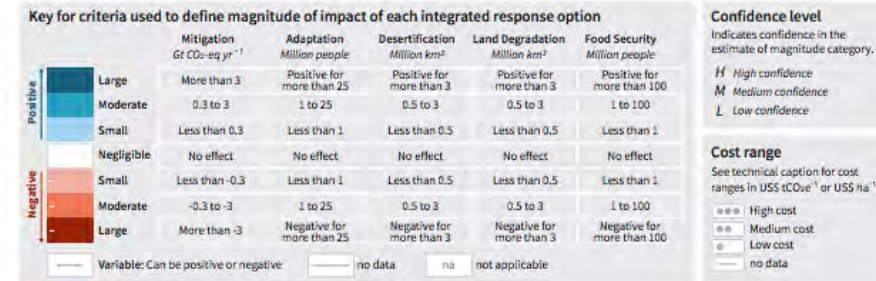 Key for criteria used to define magnitude of impact of each integrated response option
Mitigation Adaptation Desertification Land Degradation Food Security
Gt CO₂-eq yr⁻¹ Million people Million km² Million km² Million people
Positive
Large More than 3 Positive for more than 25 Positive for more than 3 Positive for more than 3 Positive for more than 100
Moderate 0.3 to 3 1 to 25 0.5 to 3 0.5 to 3 1 to 100
Small Less than 0.3 Less than 1 Less than 0.5 Less than 0.5 Less than 1
Negligible No effect No effect No effect No effect No effect
Negative
- Small Less than -0.3 Less than 1 Less than 0.5 Less than 0.5 Less than 1
- Moderate -0.3 to -3 1 to 25 0.5 to 3 0.5 to 3 1 to 100
- Large More than -3 Negative for more than 25 Negative for more than 3 Negative for more than 3 Negative for more than 100
Variable: Can be positive or negative no data na not applicable
Confidence level
Indicates confidence in the
estimate of magnitude category.
H High confidence
M Medium confidence
L Low confidence
Cost range
See technical caption for cost
ranges in US$ tCO₂e⁻¹ or US$ ha⁻¹
High cost
Medium cost
Low cost
no data